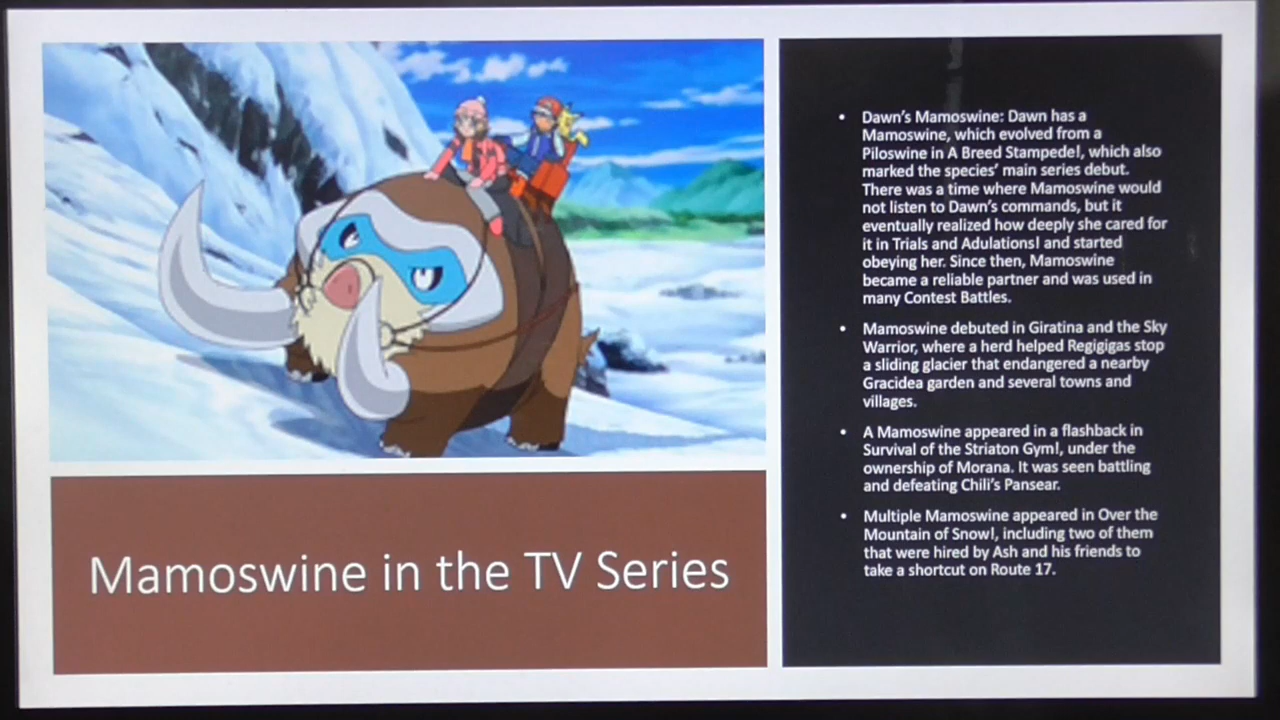 Mamoswine in the TV Series
• Dawn's Mamoswine: Dawn has a
Mamoswine, which evolved from a
Piloswine in A Breed Stampede!, which also
marked the species' main series debut.
There was a time where Mamoswine would
not listen to Dawn's commands, but it
eventually realized how deeply she cared for
it in Trials and Adulations! and started
obeying her. Since then, Mamoswine
became a reliable partner and was used in
many Contest Battles.
• Mamoswine debuted in Giratina and the Sky
Warrior, where a herd helped Regigigas stop
a sliding glacier that endangered a nearby
Gracidea garden and several towns and
villages.
• A Mamoswine appeared in a flashback in
Survival of the Striaton Gym!, under the
ownership of Morana. It was seen battling
and defeating Chili's Pansear.
• Multiple Mamoswine appeared in Over the
Mountain of Snow!, including two of them
that were hired by Ash and his friends to
take a shortcut on Route 17.